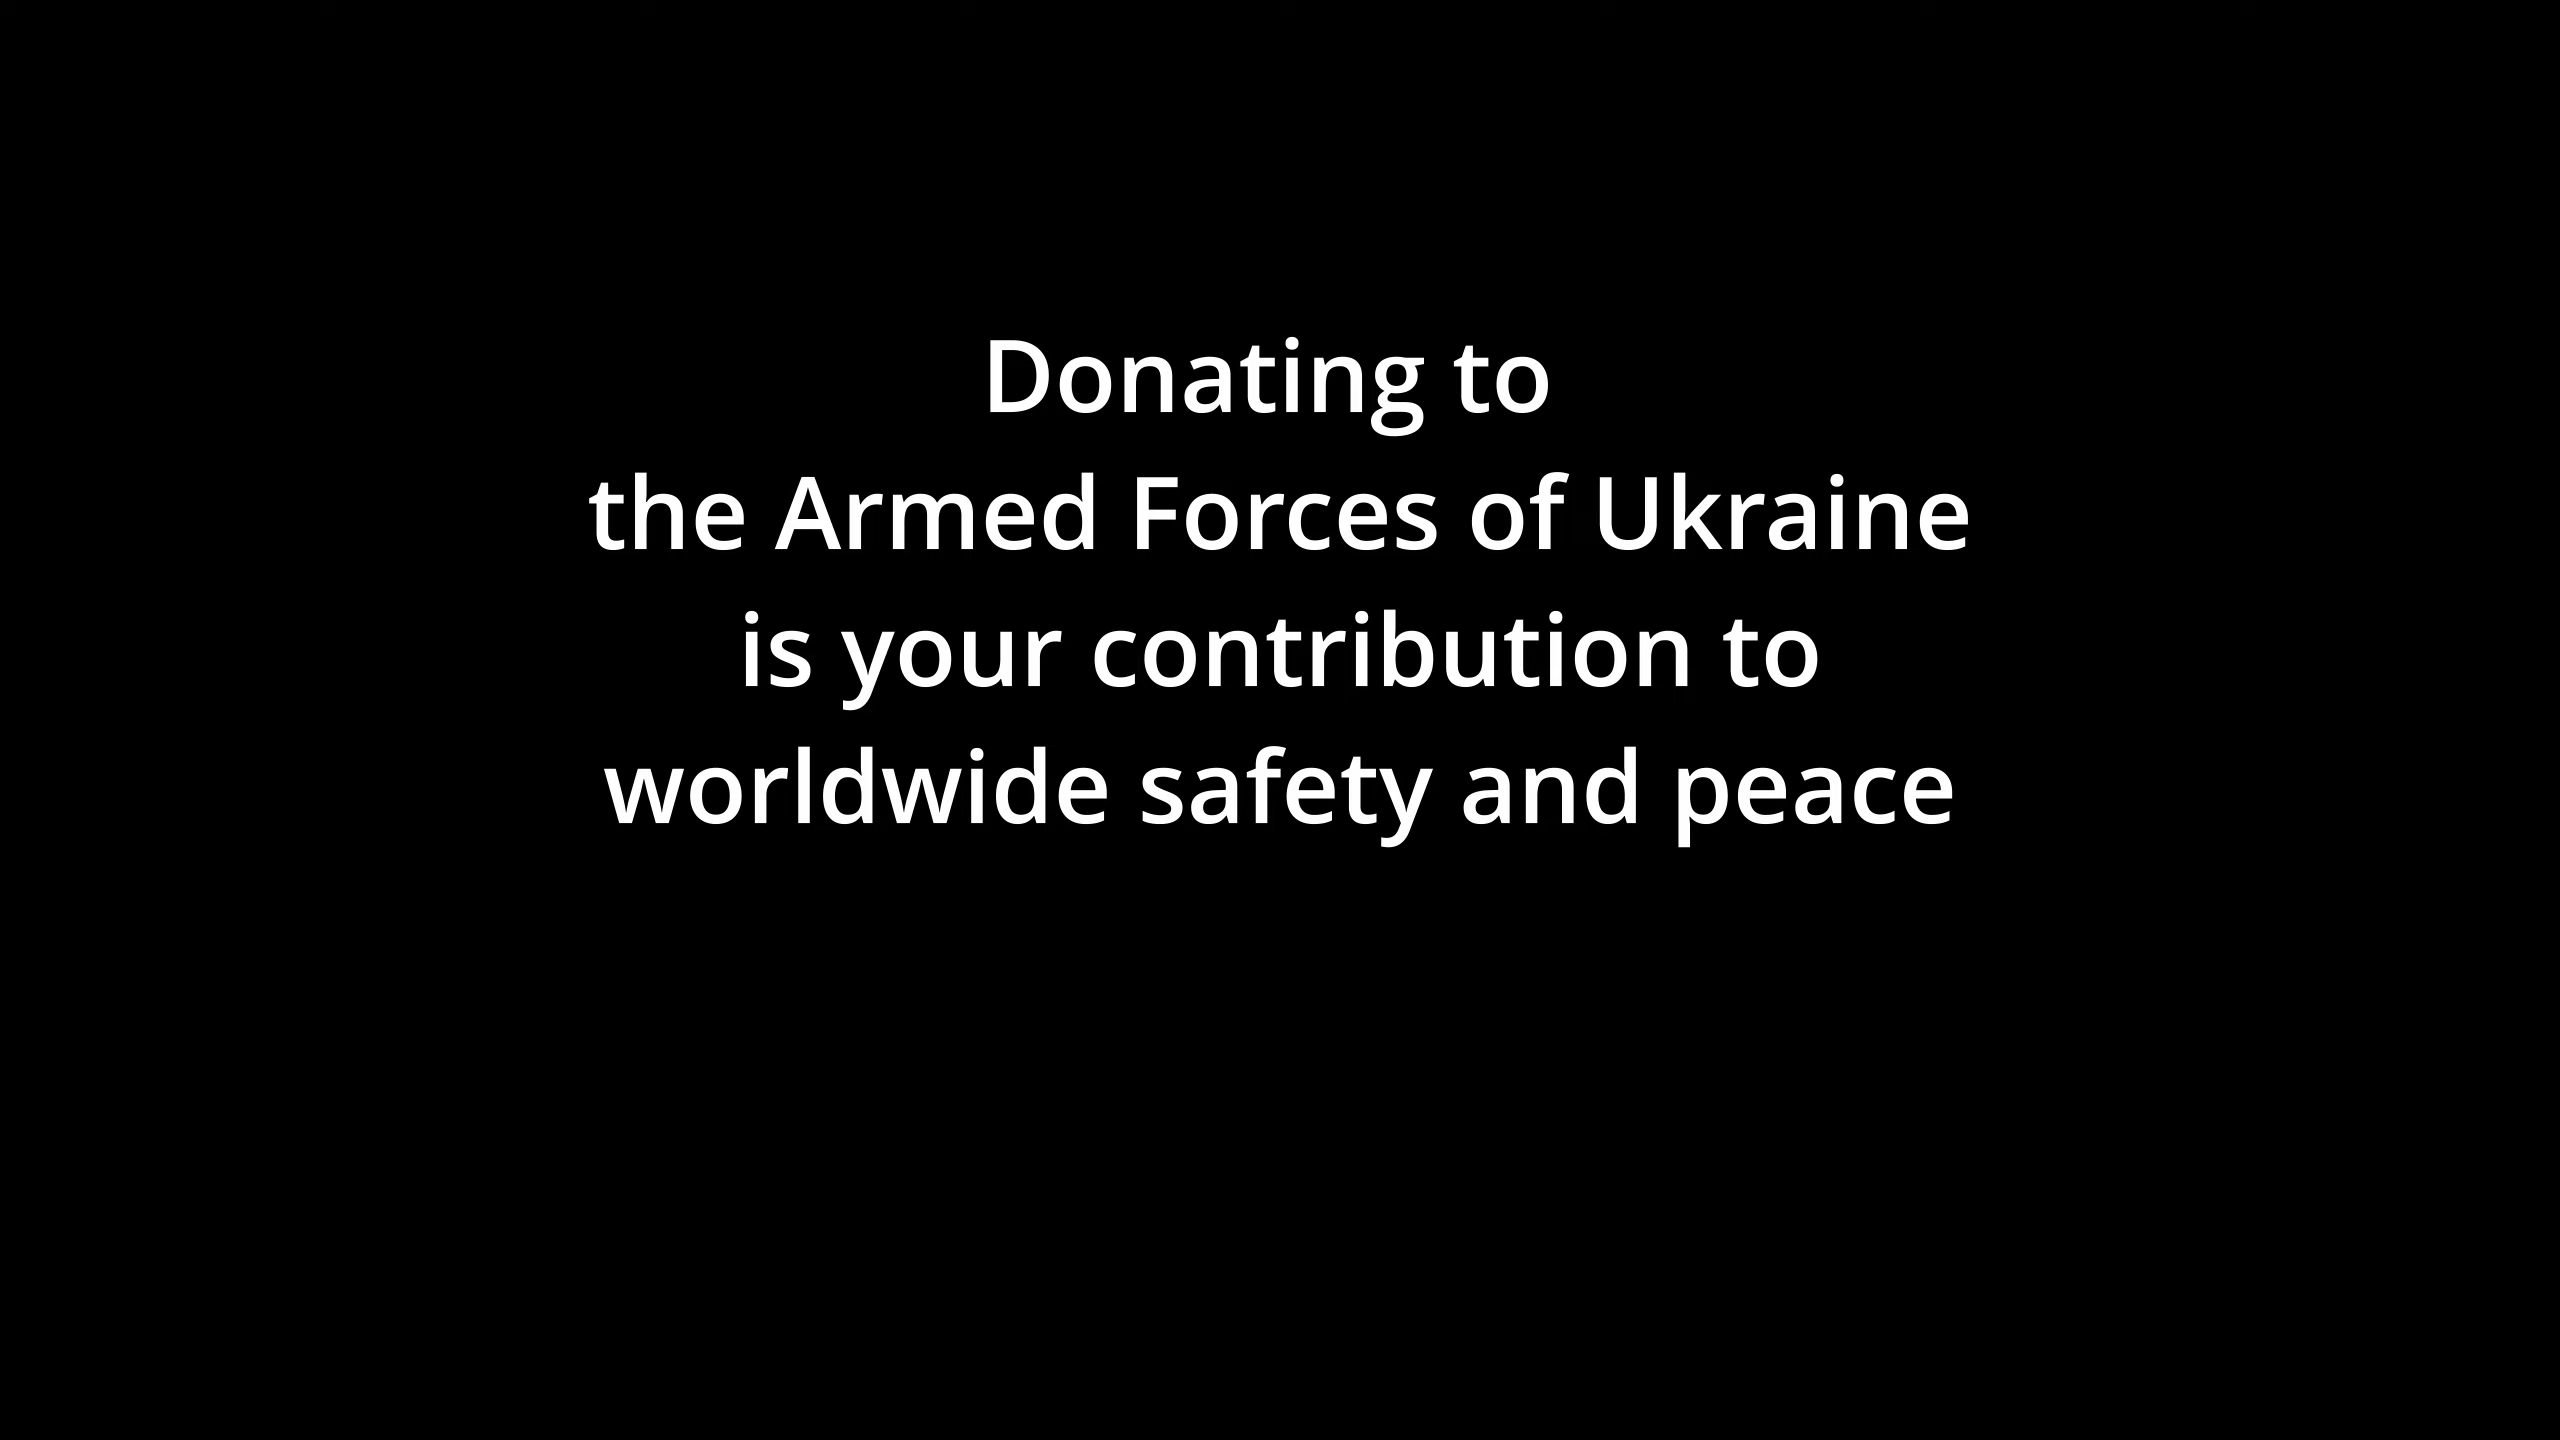 Donating to
the Armed Forces of Ukraine
is your contribution to
worldwide safety and peace